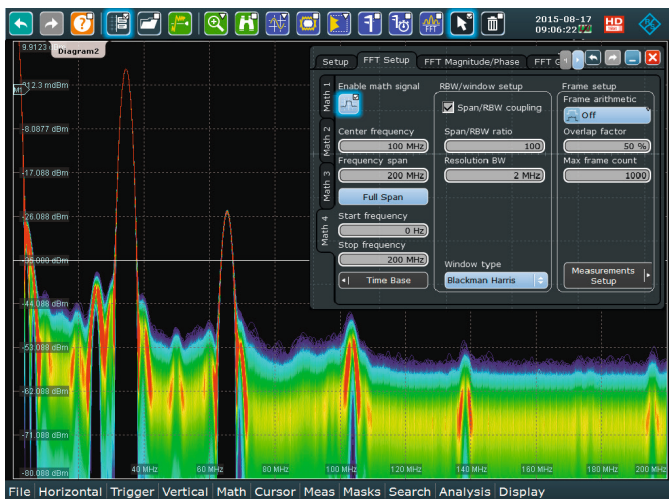 2015-08-17
09:06:22
HD
9.9123
Diagram2
M1
912.3 mdBm
-8.0877 dBm
-17.088 dBm
-26.088 dBm
-35.088 dBm
-44.088 dBm
-53.088 dBm
-62.088 dBm
-71.088 dBm
-80.088 dBm
Setup
FFT Setup
FFT Magnitude/Phase
FFT G
Math 1
Math 2
Math 3
Math 4
Enable math signal
Center frequency
100 MHz
Frequency span
200 MHz
Full Span
Start frequency
0 Hz
Stop frequency
200 MHz
Time Base
RBW/window setup
Span/RBW coupling
Span/RBW ratio
100
Resolution BW
2 MHz
Window type
Blackman Harris
Frame setup
Frame arithmetic
Off
Overlap factor
50 %
Max frame count
1000
Measurements
Setup
40 MHz 60 MHz 80 MHz 100 MHz 120 MHz 140 MHz 160 MHz 180 MHz 200 MHz
File Horizontal Trigger Vertical Math Cursor Meas Masks Search Analysis Display